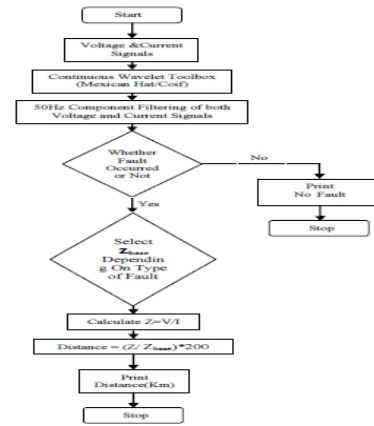 Start
Voltage &Current
Signals
Continuous Wavelet Toolbox
(Mexican Hat/Coif)
50Hz Component Filtering of both
Voltage and Current Signals
Whether
Fault
Occurred
or Not
No
Print
No Fault
Stop
Yes
Select
Zbase
Dependin
g On Type
of Fault
Calculate Z=V/I
Distance = (Z/ Zbase)*200
Print
Distance(Km)
Stop